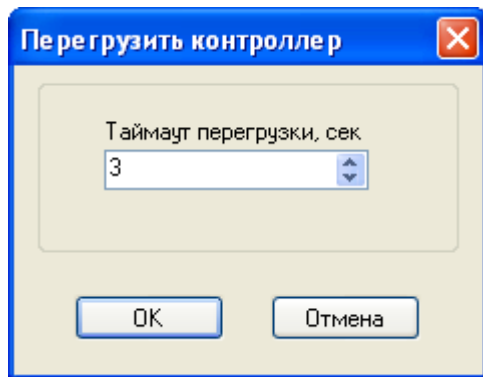 Перегрузить контроллер
Таймаут перегрузки, сек
3
OK
Отмена